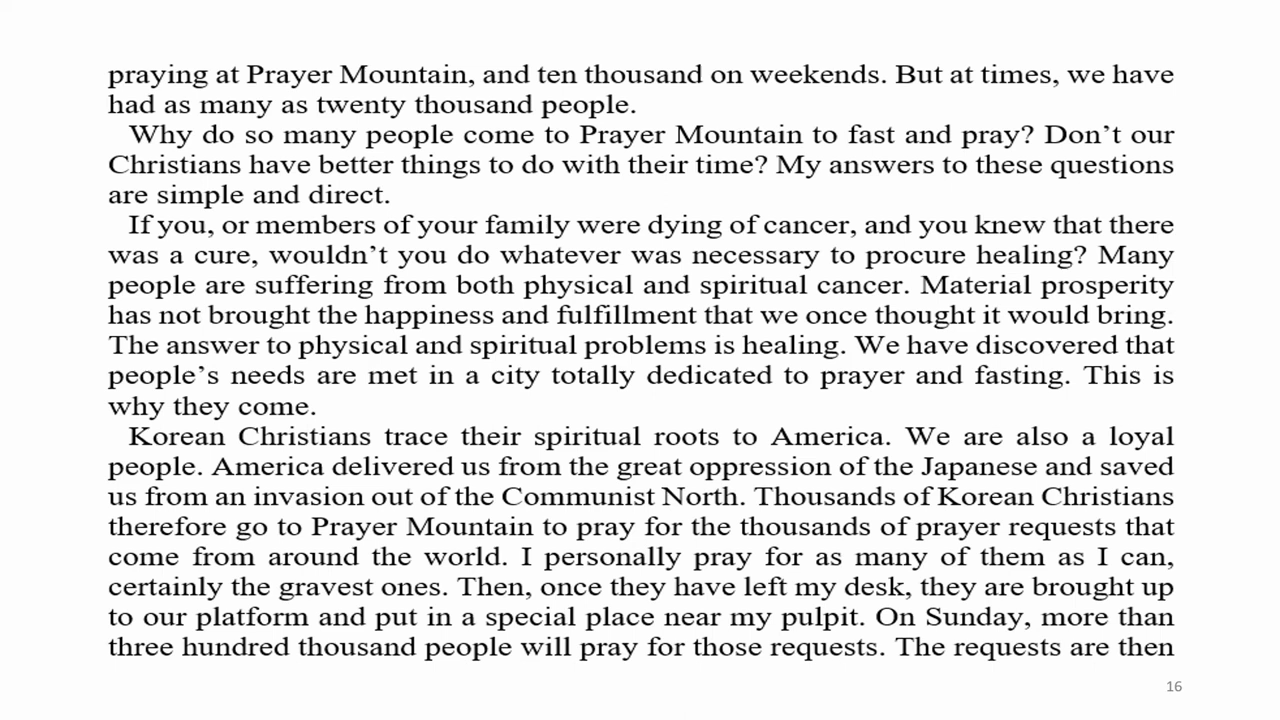 praying at Prayer Mountain, and ten thousand on weekends. But at times, we have
had as many as twenty thousand people.
Why do so many people come to Prayer Mountain to fast and pray? Don’t our
Christians have better things to do with their time? My answers to these questions
are simple and direct.
If you, or members of your family were dying of cancer, and you knew that there
was a cure, wouldn’t you do whatever was necessary to procure healing? Many
people are suffering from both physical and spiritual cancer. Material prosperity
has not brought the happiness and fulfillment that we once thought it would bring.
The answer to physical and spiritual problems is healing. We have discovered that
people’s needs are met in a city totally dedicated to prayer and fasting. This is
why they come.
Korean Christians trace their spiritual roots to America. We are also a loyal
people. America delivered us from the great oppression of the Japanese and saved
us from an invasion out of the Communist North. Thousands of Korean Christians
therefore go to Prayer Mountain to pray for the thousands of prayer requests that
come from around the world. I personally pray for as many of them as I can,
certainly the gravest ones. Then, once they have left my desk, they are brought up
to our platform and put in a special place near my pulpit. On Sunday, more than
three hundred thousand people will pray for those requests. The requests are then
16